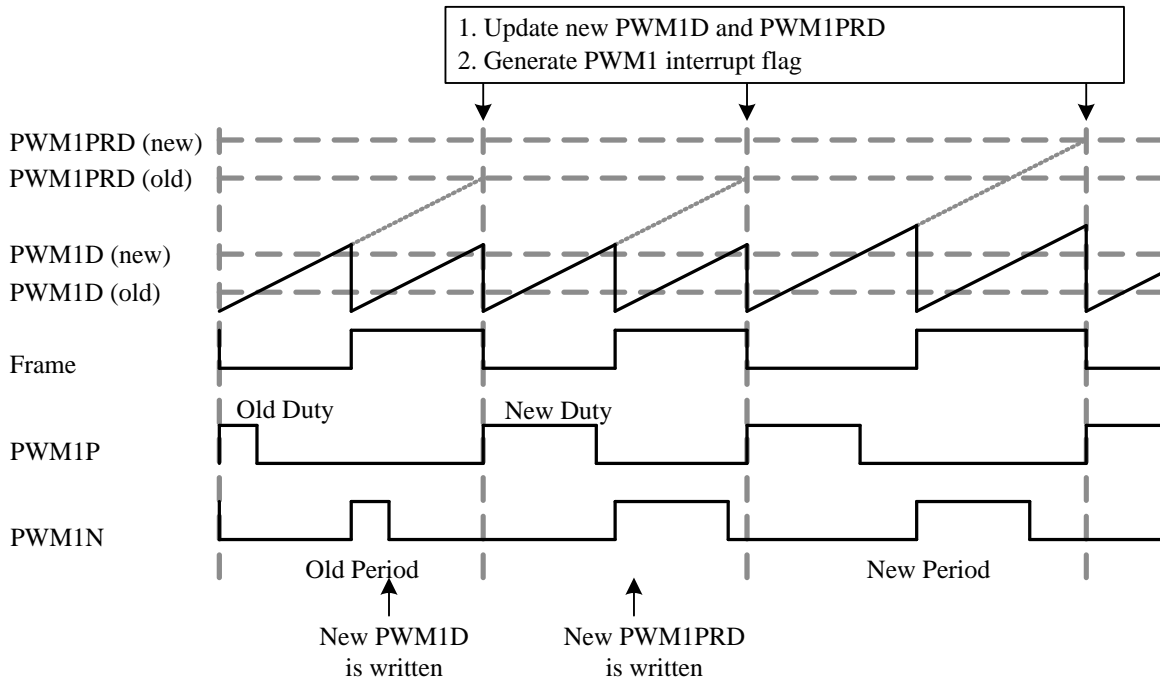 1. Update new PWM1D and PWM1PRD
2. Generate PWM1 interrupt flag
PWM1PRD (new)
PWM1PRD (old)
PWM1D (new)
PWM1D (old)
Frame
Old Duty
New Duty
PWM1P
PWM1N
Old Period
New Period
New PWM1D
is written
New PWM1PRD
is written